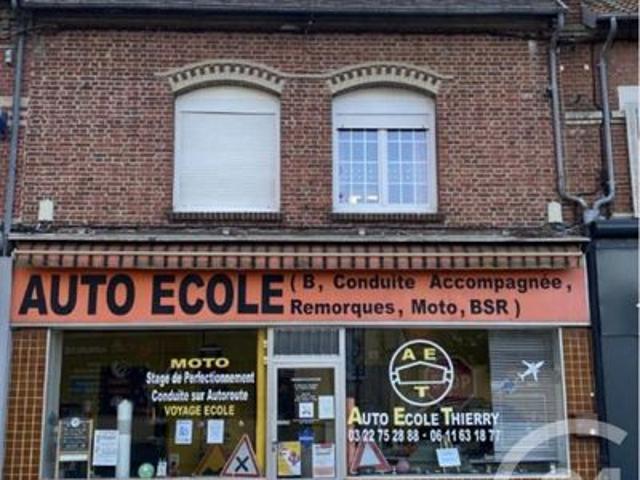 AUTO ECOLE
( B, Conduite Accompagnée,
Remorques, Moto, BSR )
MOTO
Stage de Perfectionnement
Conduite sur Autoroute
VOYAGE ECOLE
A E
T
AUTO ECOLE THIERRY
03 22 75 28 88 - 06 11 63 18 77